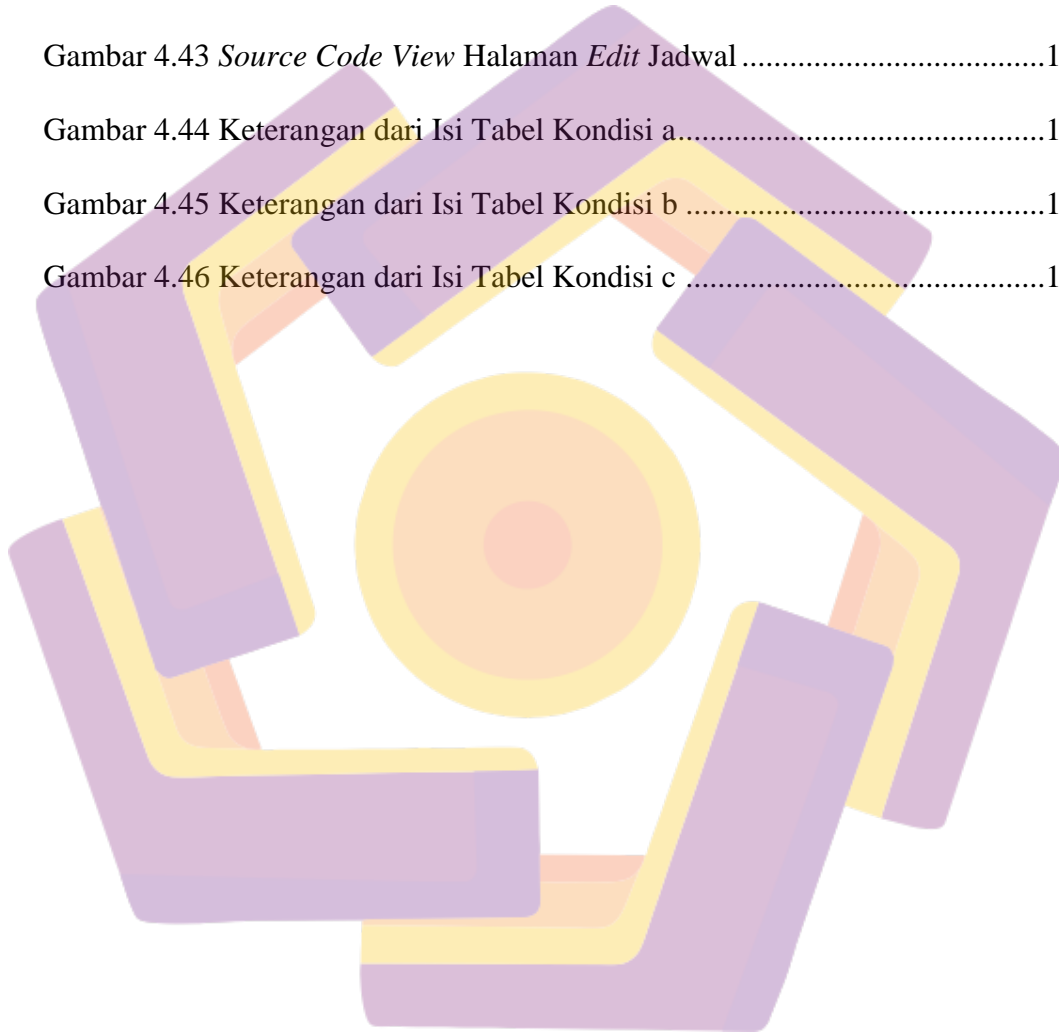 Gambar 4.43 Source Code View Halaman Edit Jadwal......................................1
Gambar 4.44 Keterangan dari Isi Tabel Kondisi a..............................................1
Gambar 4.45 Keterangan dari Isi Tabel Kondisi b .............................................1
Gambar 4.46 Keterangan dari Isi Tabel Kondisi c .............................................1